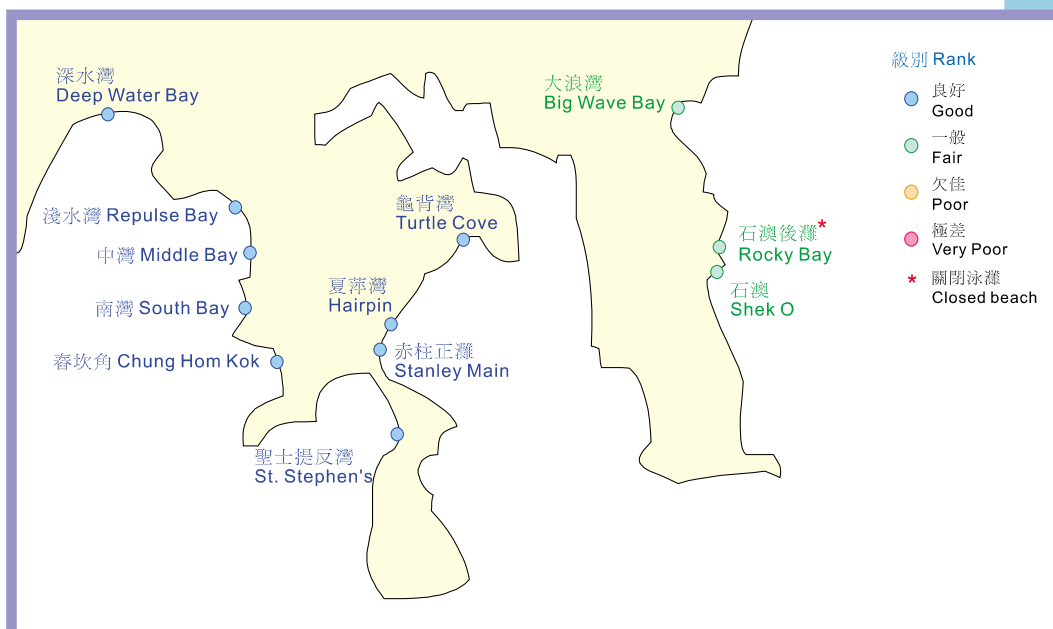 深水灣
Deep Water Bay
大浪灣
Big Wave Bay
級別 Rank
良好
Good
一般
Fair
欠佳
Poor
極差
Very Poor
* 關閉泳灘
Closed beach
龜背灣
Turtle Cove
淺水灣 Repulse Bay
中灣 Middle Bay
石澳後灘*
Rocky Bay
夏萍灣
Hairpin
石澳
Shek O
南灣 South Bay
赤柱正灘
Stanley Main
舂坎角 Chung Hom Kok
聖士提反灣
St. Stephen's